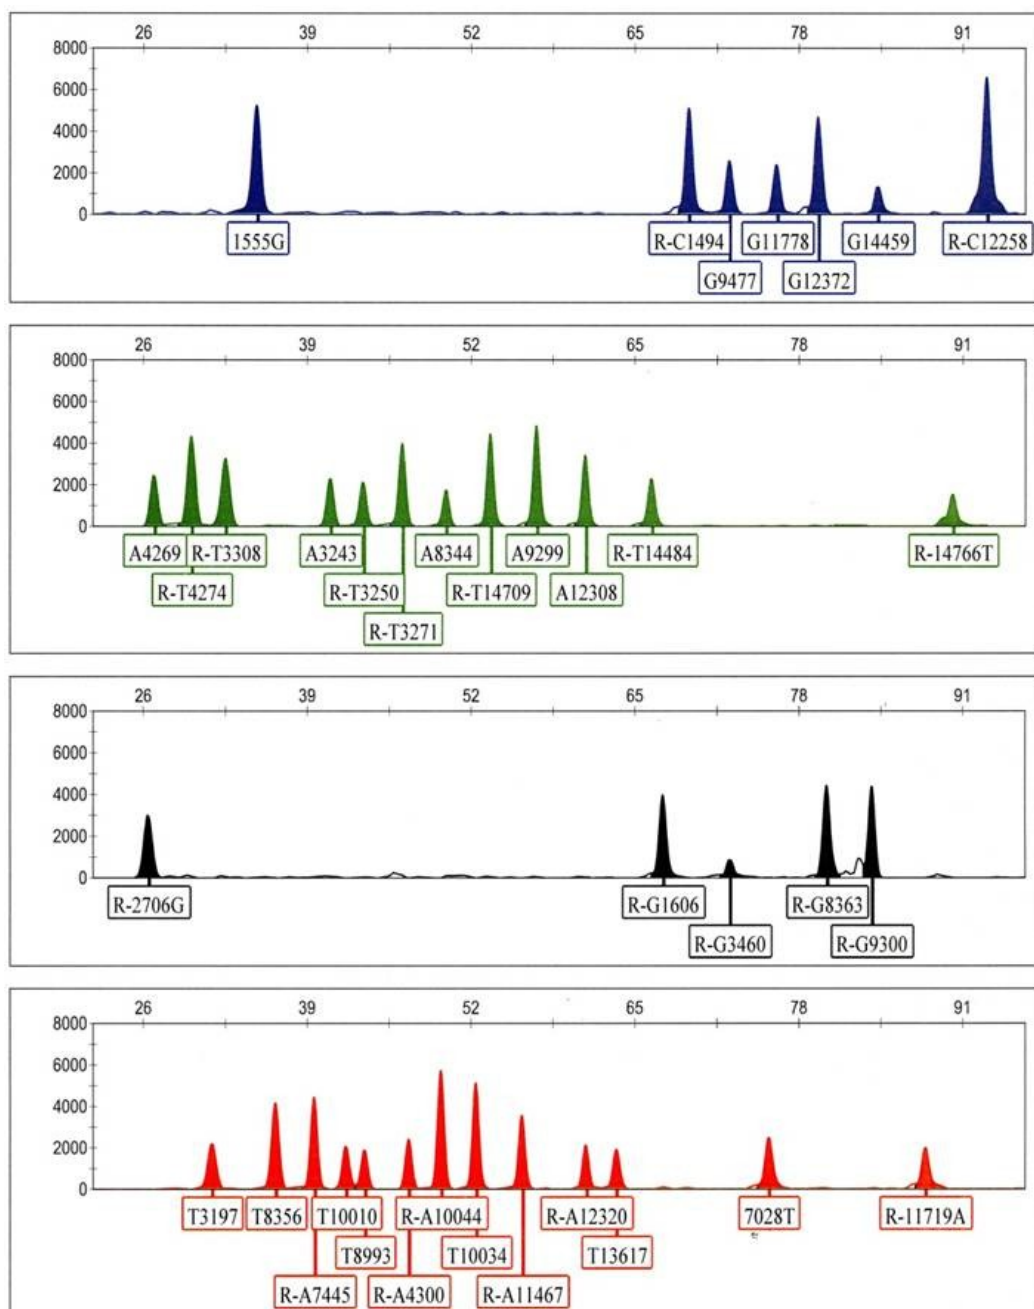 26 39 52 65 78 91
8000
6000
4000
2000
0
1555G R-C1494 G11778 G14459 R-C12258
G9477 G12372
26 39 52 65 78 91
8000
6000
4000
2000
0
A4269 R-T3308 A3243 A8344 A9299 R-T14484 R-14766T
R-T4274 R-T3250 R-T14709 A12308
R-T3271
26 39 52 65 78 91
8000
6000
4000
2000
0
R-2706G R-G1606 R-G8363
R-G3460 R-G9300
26 39 52 65 78 91
8000
6000
4000
2000
0
T3197 T8356 T10010 R-A10044 R-A12320 7028T R-11719A
T8993 T10034 T13617
R-A7445 R-A4300 R-A11467